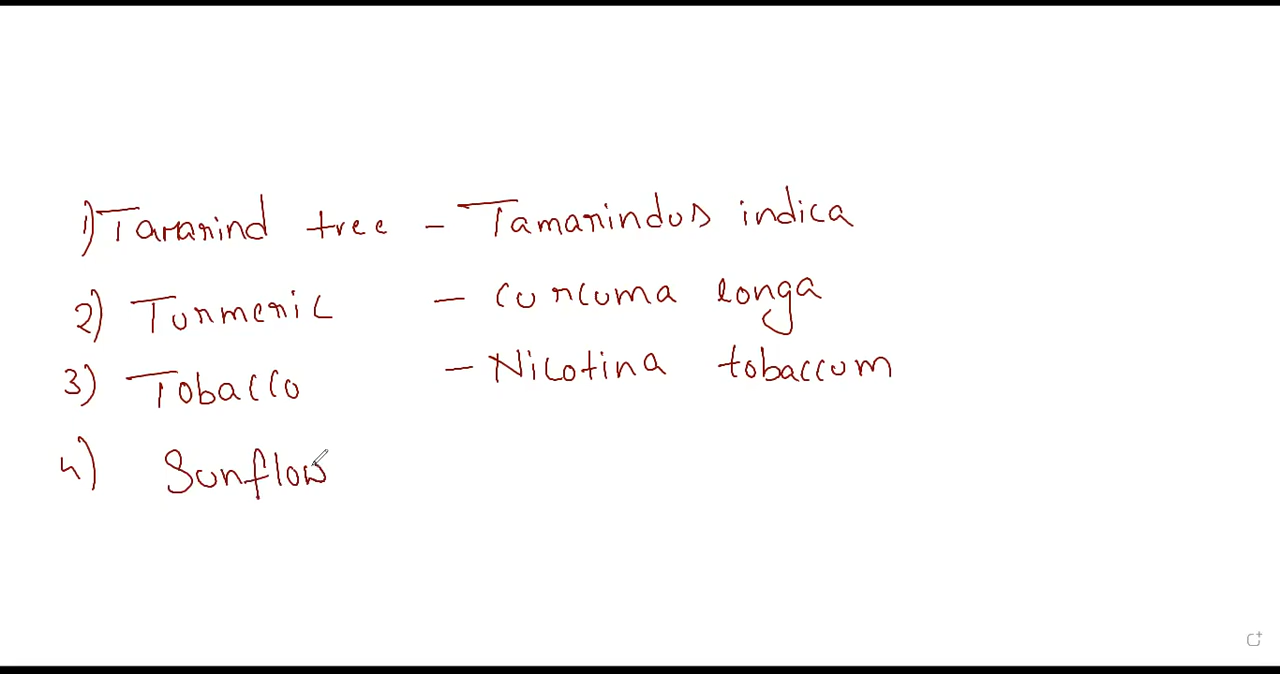 1) Tamarind tree - Tamarindus indica
2) Turmeric - Curcuma longa
3) Tobacco - Nicotina tobaccum
4) Sunflow